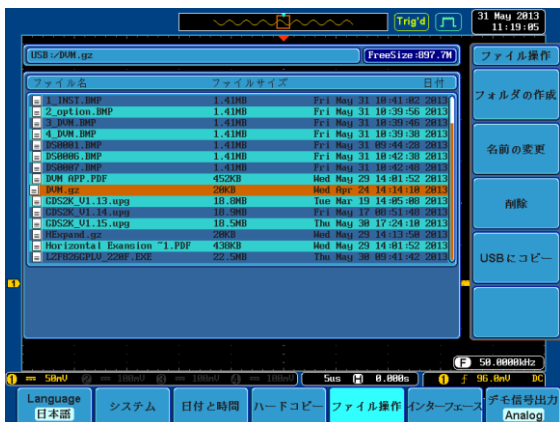 Trig'd
31 May 2013
11:19:05
USB:/DVM.gz
FreeSize:897.7M
ファイル操作
ファイル名 ファイルサイズ 日付
1_INST.BMP 1.41MB Fri May 31 10:41:02 2013
2_option.BMP 1.41MB Fri May 31 10:39:56 2013
3_DVM.BMP 1.41MB Fri May 31 10:39:46 2013
4_DVM.BMP 1.41MB Fri May 31 10:39:38 2013
DS0001.BMP 1.41MB Fri May 31 09:44:28 2013
DS0006.BMP 1.41MB Fri May 31 10:42:38 2013
DS0007.BMP 1.41MB Fri May 31 10:42:48 2013
DVM APP.PDF 452KB Wed May 29 14:01:52 2013
DVM.gz 20KB Wed Apr 24 14:14:10 2013
GDS2K_V1.13.upg 18.8MB Tue Mar 19 14:05:08 2013
GDS2K_V1.14.upg 18.9MB Fri May 17 08:51:48 2013
GDS2K_V1.15.upg 18.5MB Thu May 30 17:24:10 2013
HExpand.gz 20KB Wed May 29 14:13:50 2013
Horizontal Exansion ~1.PDF 438KB Wed May 29 14:01:52 2013
LZF826GPLV_220F.EXE 22.5MB Thu May 30 09:41:42 2013
フォルダの作成
名前の変更
削除
USBにコピー
1
F 50.0000kHz
1 50mV 2 100mV 3 100mV 4 100mV 5us H 0.000s 1 96.0mV DC
Language
日本語
システム
日付と時間
ハードコピー
ファイル操作
インターフェース
デモ信号出力
Analog